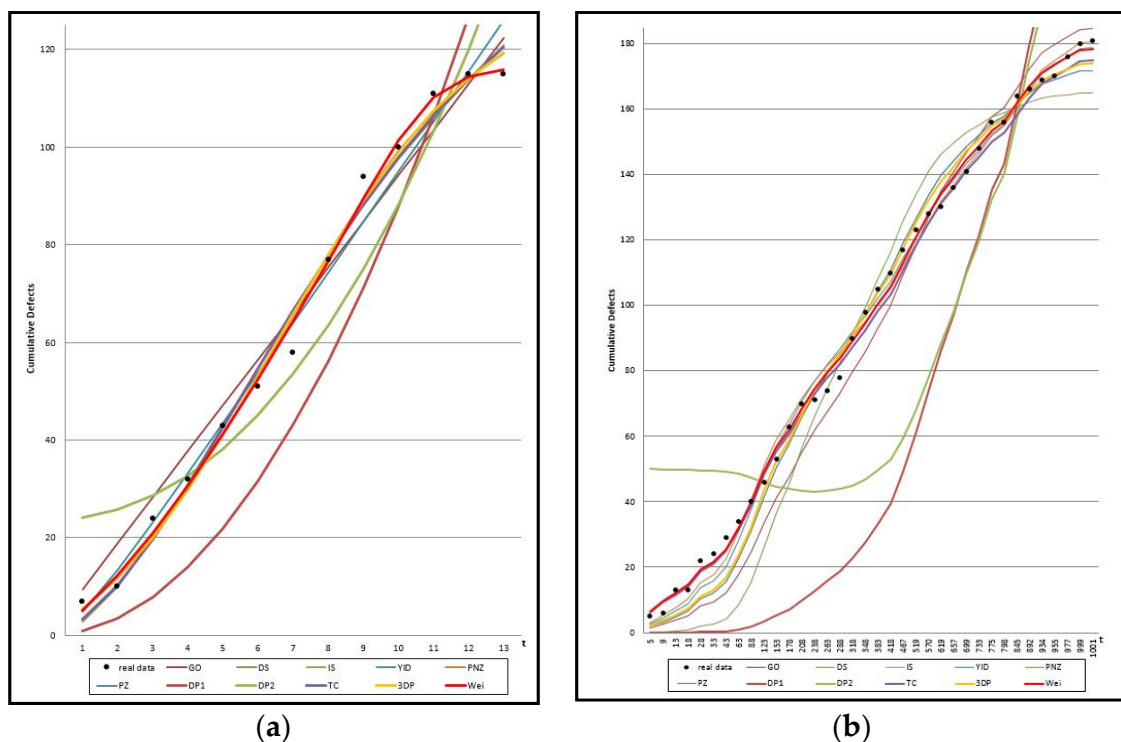 120
100
80
60
40
20
0
Cumulative Defects
1 2 3 4 5 6 7 8 9 10 11 12 13 t
real data GO DS IS YID PNZ
PZ DP1 DP2 TC 3DP Wei
(a)
180
160
140
120
100
80
60
40
20
0
Cumulative Defects
5 9 13 18 28 33 43 63 88 125 153 178 208 238 263 288 318 348 383 418 467 519 570 619 657 699 733 775 798 845 892 934 955 977 999 1001 t
real data GO DS IS YID PNZ
PZ DP1 DP2 TC 3DP Wei
(b)